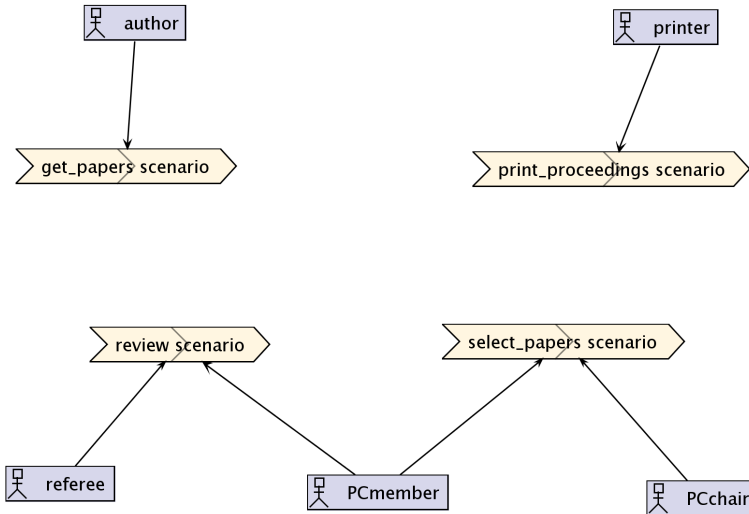 author
printer
get_papers scenario
print_proceedings scenario
review scenario
select_papers scenario
referee
PCmember
PCchair